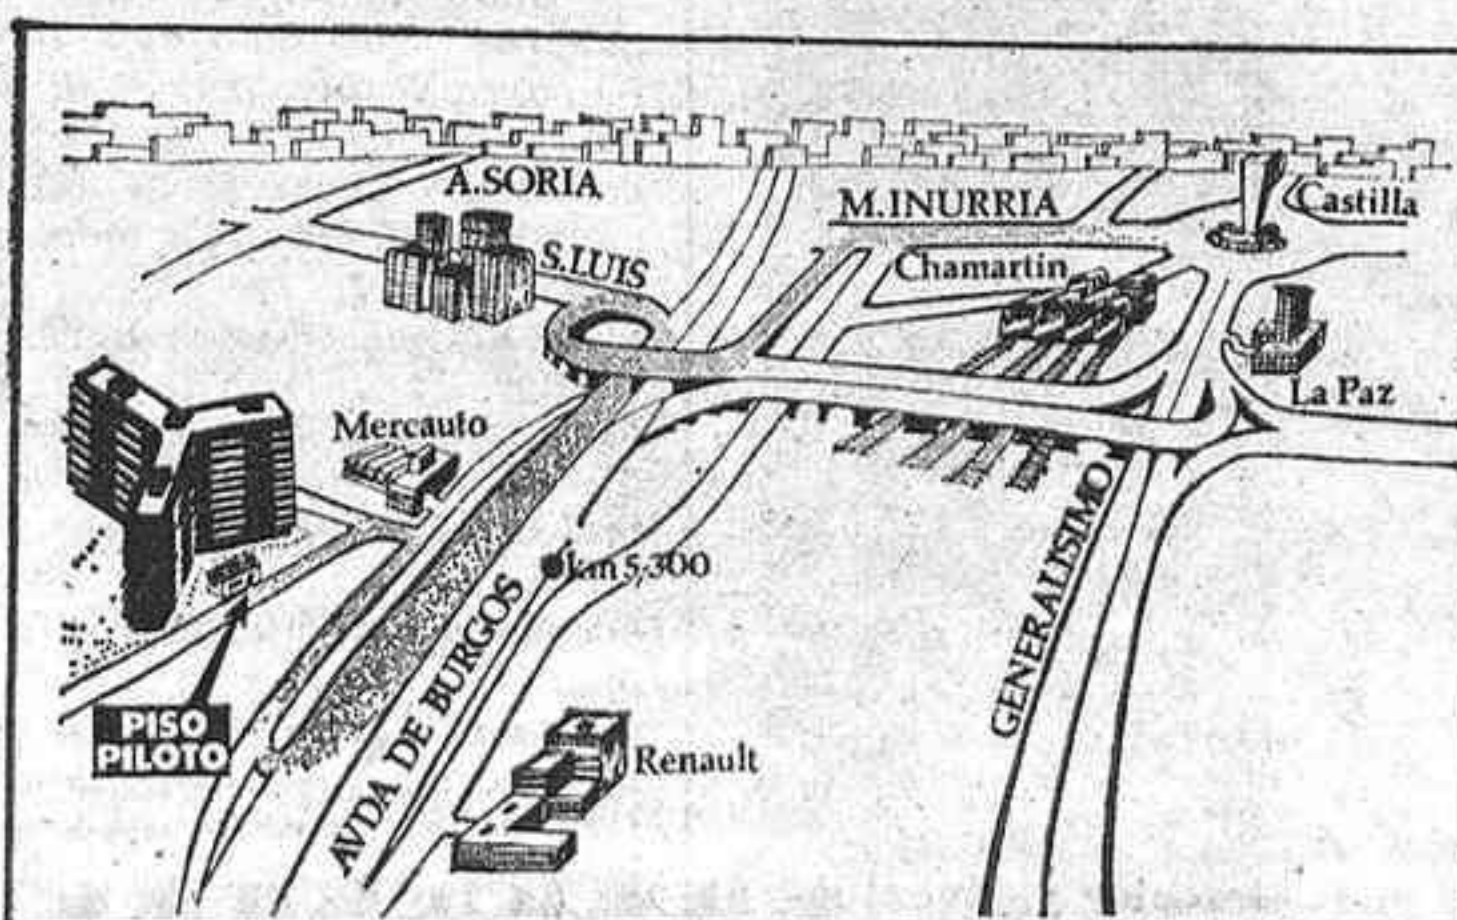 A.SORIA
M.INURRIA
Castilla
S.LUIS
Chamartin
La Paz
Mercauto
km 5,300
GENERALISIMO
AVDA DE BURGOS
PISO
PILOTO
Renault